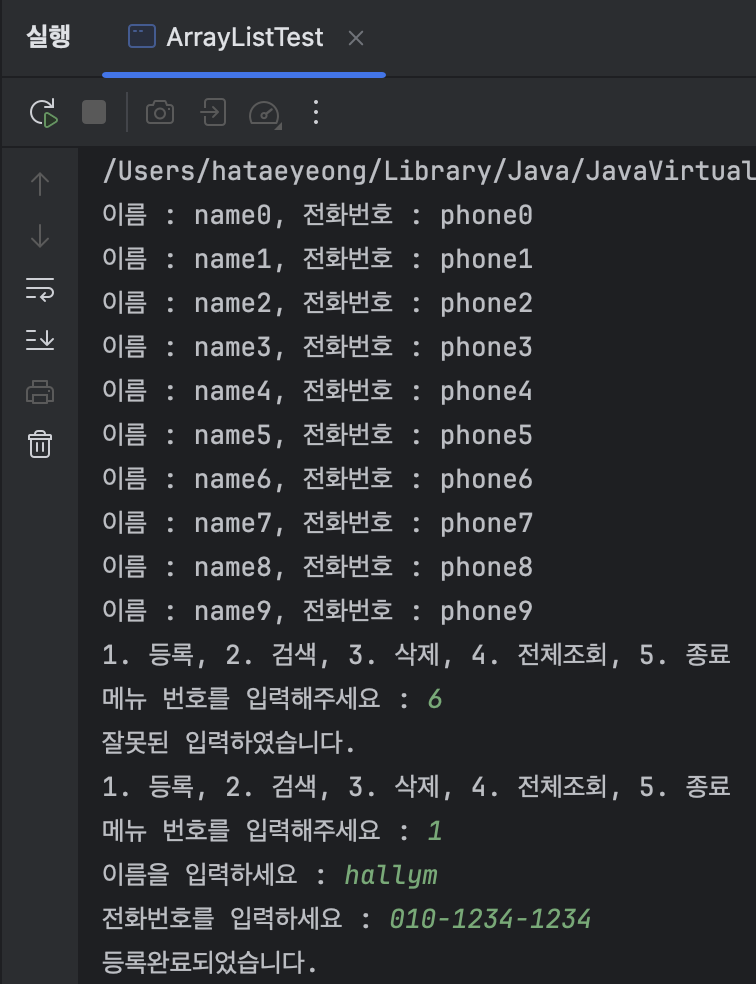 실행 ArrayListTest
/Users/hataeyeong/Library/Java/JavaVirtual
이름 : name0, 전화번호 : phone0
이름 : name1, 전화번호 : phone1
이름 : name2, 전화번호 : phone2
이름 : name3, 전화번호 : phone3
이름 : name4, 전화번호 : phone4
이름 : name5, 전화번호 : phone5
이름 : name6, 전화번호 : phone6
이름 : name7, 전화번호 : phone7
이름 : name8, 전화번호 : phone8
이름 : name9, 전화번호 : phone9
1. 등록, 2. 검색, 3. 삭제, 4. 전체조회, 5. 종료
메뉴 번호를 입력해주세요 : 6
잘못된 입력하였습니다.
1. 등록, 2. 검색, 3. 삭제, 4. 전체조회, 5. 종료
메뉴 번호를 입력해주세요 : 1
이름을 입력하세요 : hallym
전화번호를 입력하세요 : 010-1234-1234
등록완료되었습니다.